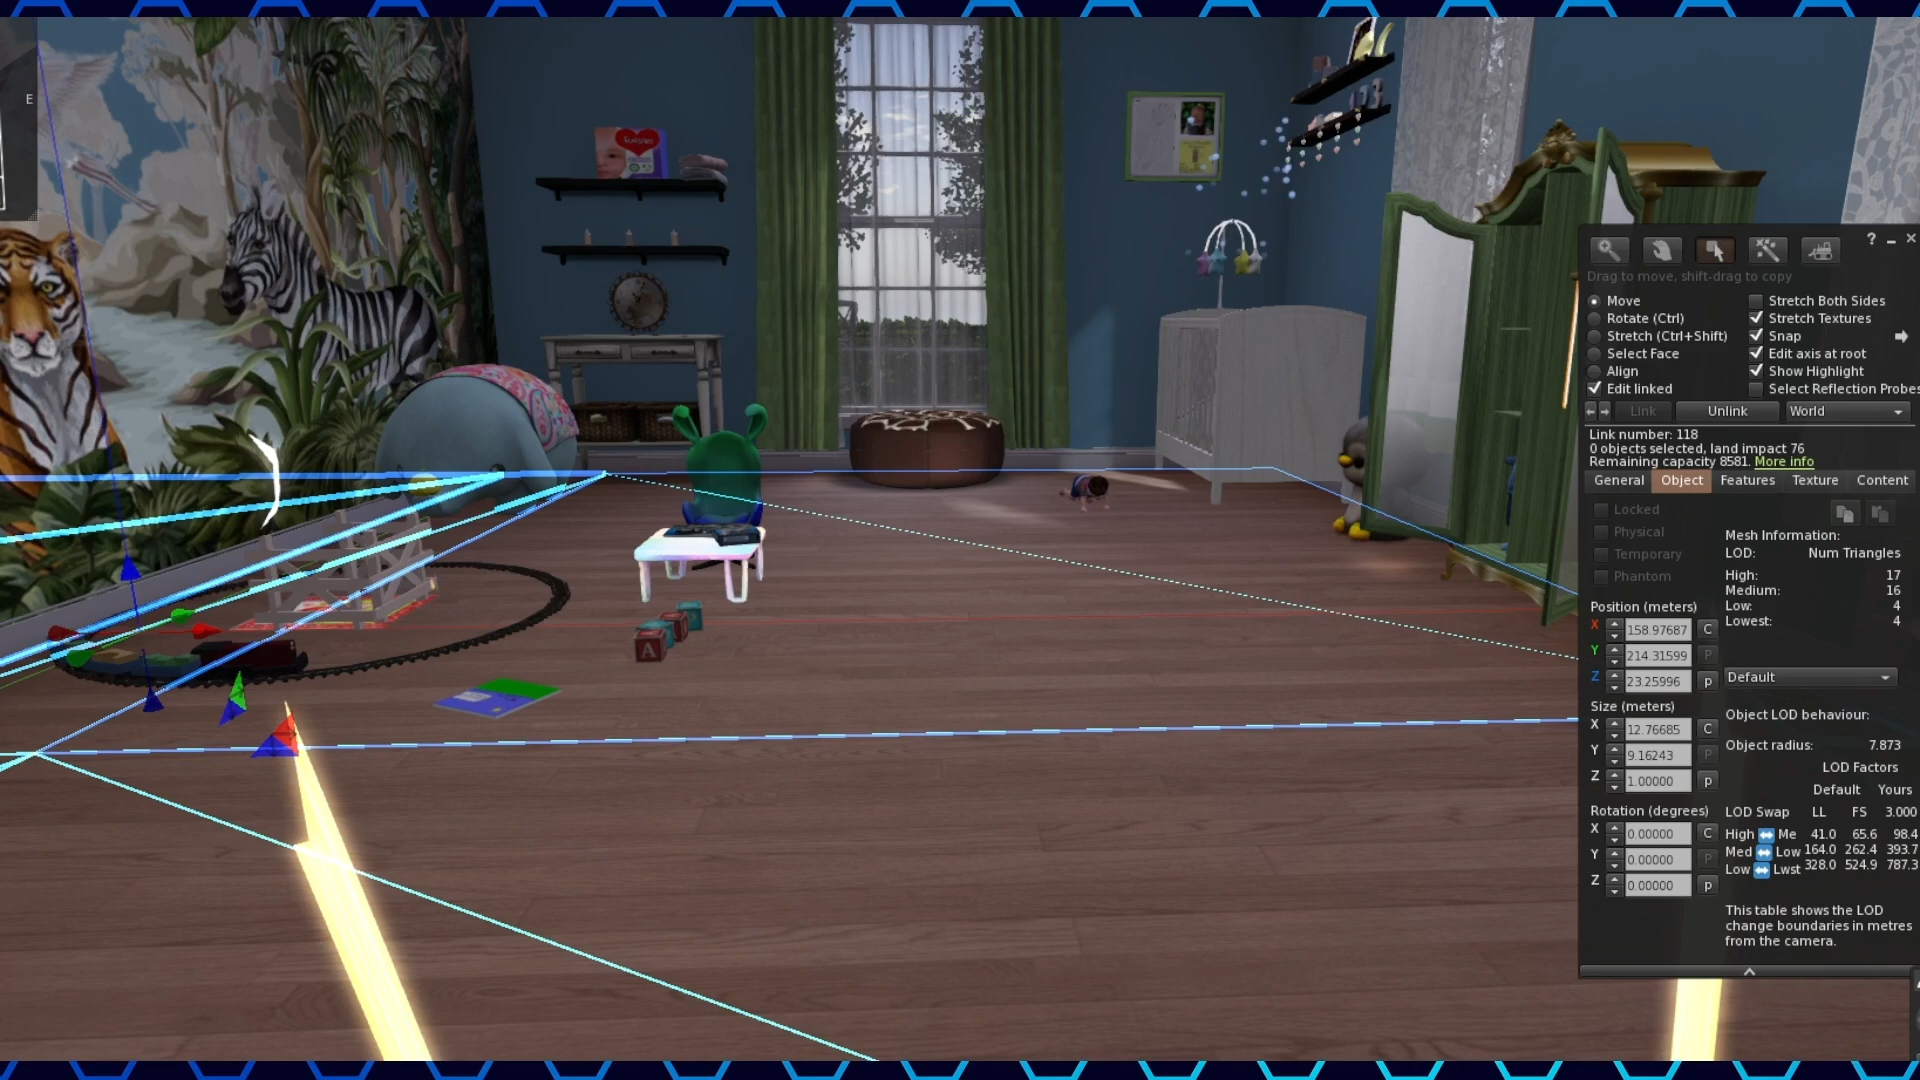 E
A
? _ ×
Drag to move, shift-drag to copy
Move
Stretch Both Sides
Rotate (Ctrl)
Stretch Textures
Stretch (Ctrl+Shift)
Snap
Select Face
Edit axis at root
Align
Show Highlight
Edit linked
Select Reflection Probes
Link
Unlink
World
Link number: 118
0 objects selected, land impact 76
Remaining capacity 8581. More info
General Object Features Texture Content
Locked
Physical
Temporary
Phantom
Mesh Information:
LOD: Num Triangles
High: 17
Medium: 16
Low: 4
Lowest: 4
Position (meters)
X 158.97687 C
Y 214.31599 P
Z 23.25996 p
Default
Size (meters)
X 12.76685 C
Y 9.16243 P
Z 1.00000 p
Object LOD behaviour:
Object radius: 7.873
LOD Factors
Default Yours
Rotation (degrees)
X 0.00000 C
Y 0.00000 P
Z 0.00000 p
LOD Swap LL FS 3.000
High Me 41.0 65.6 98.4
Med Low 164.0 262.4 393.7
Low Lwst 328.0 524.9 787.3
This table shows the LOD
change boundaries in metres
from the camera.